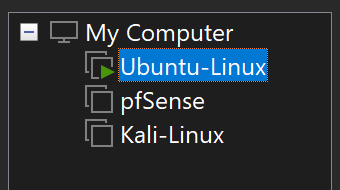 My Computer
Ubuntu-Linux
pfSense
Kali-Linux